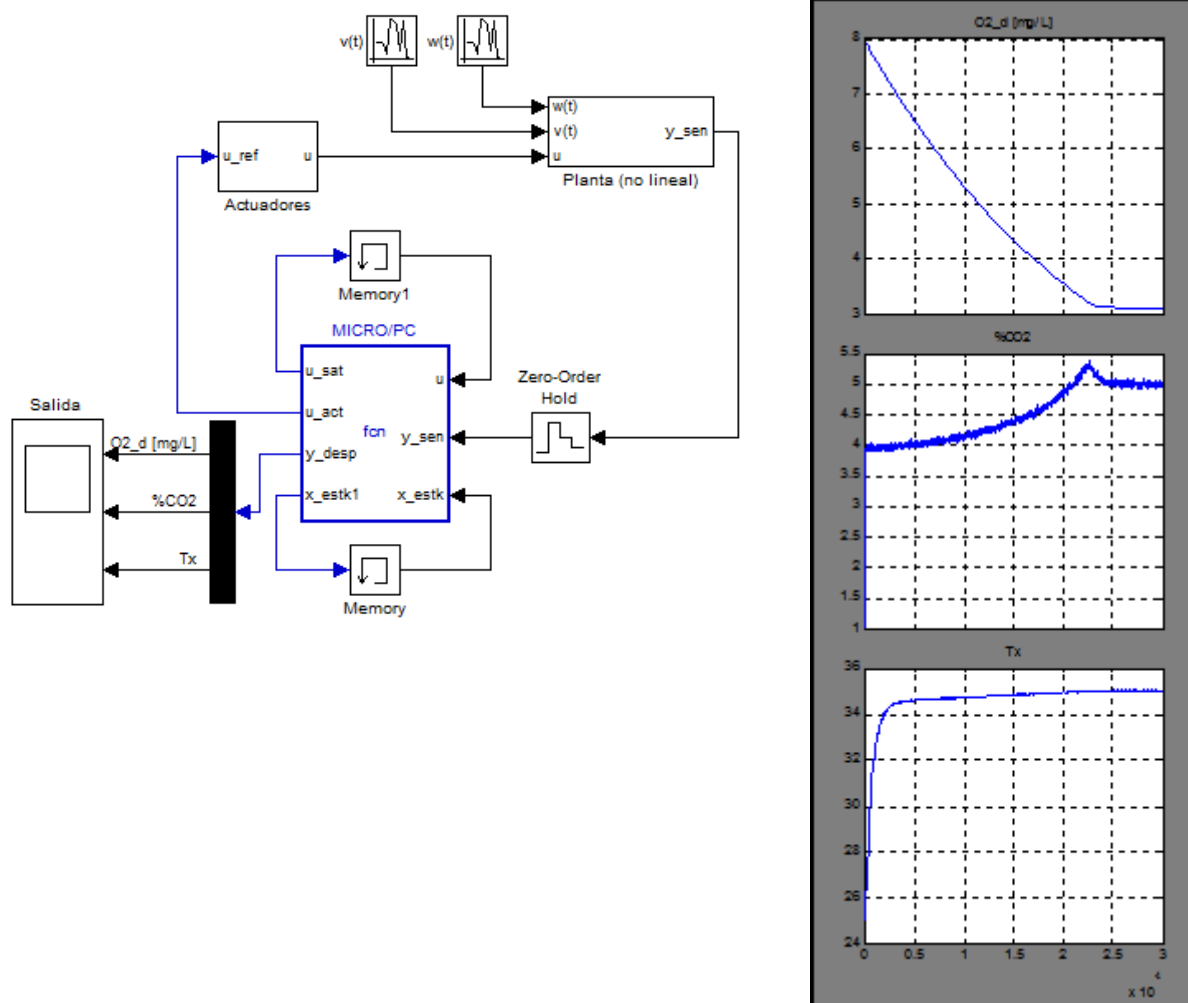 v(t)
w(t)
w(t)
v(t)
u
y_sen
Planta (no lineal)
u_ref
u
Actuadores
Memory1
MICRO/PC
u_sat
u_act
y_desp
x_estk1
fcn
u
y_sen
x_estk
Zero-Order
Hold
Salida
O2_d [mg/L]
%CO2
Tx
Memory
O2_d [mg/L]
8
7
6
5
4
3
%CO2
5.5
5
4.5
4
3.5
3
2.5
2
1.5
1
Tx
36
34
32
30
28
26
24
0
0.5
1
1.5
2
2.5
3
x 10
4